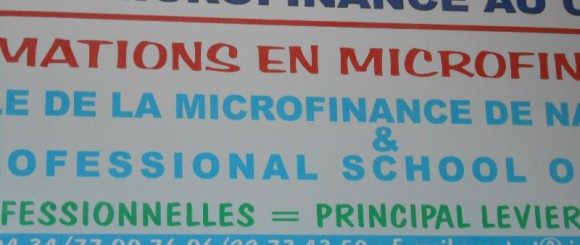 MICROFINANCE AU
MATIONS EN MICROFIN
LE DE LA MICROFINANCE DE NA
&
OFESSIONAL SCHOOL O
FESSIONNELLES = PRINCIPAL LEVIER